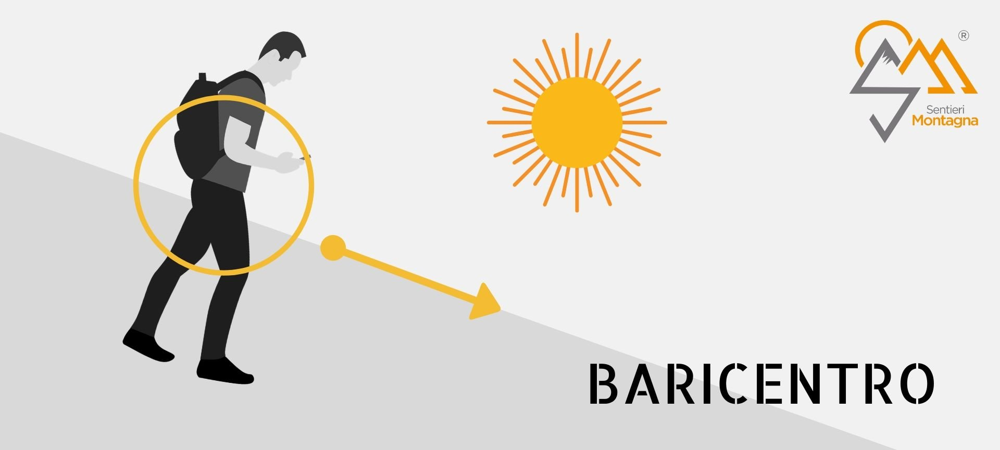 ®
Sentieri
Montagna
BARICENTRO